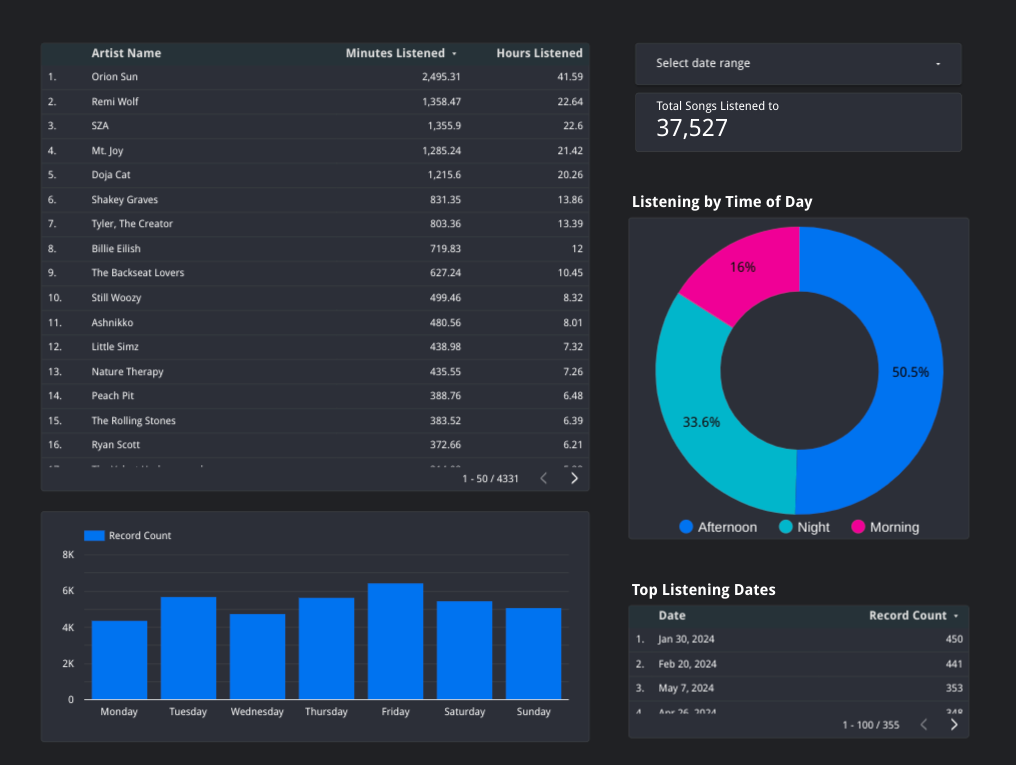 Artist Name Minutes Listened Hours Listened
1. Orion Sun 2,495.31 41.59
2. Remi Wolf 1,358.47 22.64
3. SZA 1,355.9 22.6
4. Mt. Joy 1,285.24 21.42
5. Doja Cat 1,215.6 20.26
6. Shakey Graves 831.35 13.86
7. Tyler, The Creator 803.36 13.39
8. Billie Eilish 719.83 12
9. The Backseat Lovers 627.24 10.45
10. Still Woozy 499.46 8.32
11. Ashnikko 480.56 8.01
12. Little Simz 438.98 7.32
13. Nature Therapy 435.55 7.26
14. Peach Pit 388.76 6.48
15. The Rolling Stones 383.52 6.39
16. Ryan Scott 372.66 6.21
1 - 50 / 4331
Select date range
Total Songs Listened to
37,527
Listening by Time of Day
16%
50.5%
33.6%
Afternoon Night Morning
Record Count
8K
6K
4K
2K
0
Monday Tuesday Wednesday Thursday Friday Saturday Sunday
Top Listening Dates
Date Record Count
1. Jan 30, 2024 450
2. Feb 20, 2024 441
3. May 7, 2024 353
4. Apr 26, 2024 348
1 - 100 / 355